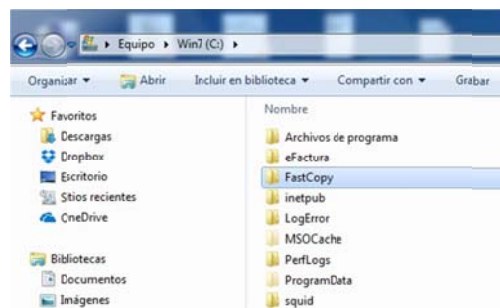 Equipo ▸ Win7 (C:) ▸
Organizar ▾ Abrir Incluir en biblioteca ▾ Compartir con ▾ Grabar
Favoritos
Descargas
Dropbox
Escritorio
Sitios recientes
OneDrive
Bibliotecas
Documentos
Imágenes
Nombre
Archivos de programa
eFactura
FastCopy
inetpub
LogError
MSOCache
PerfLogs
ProgramData
squid